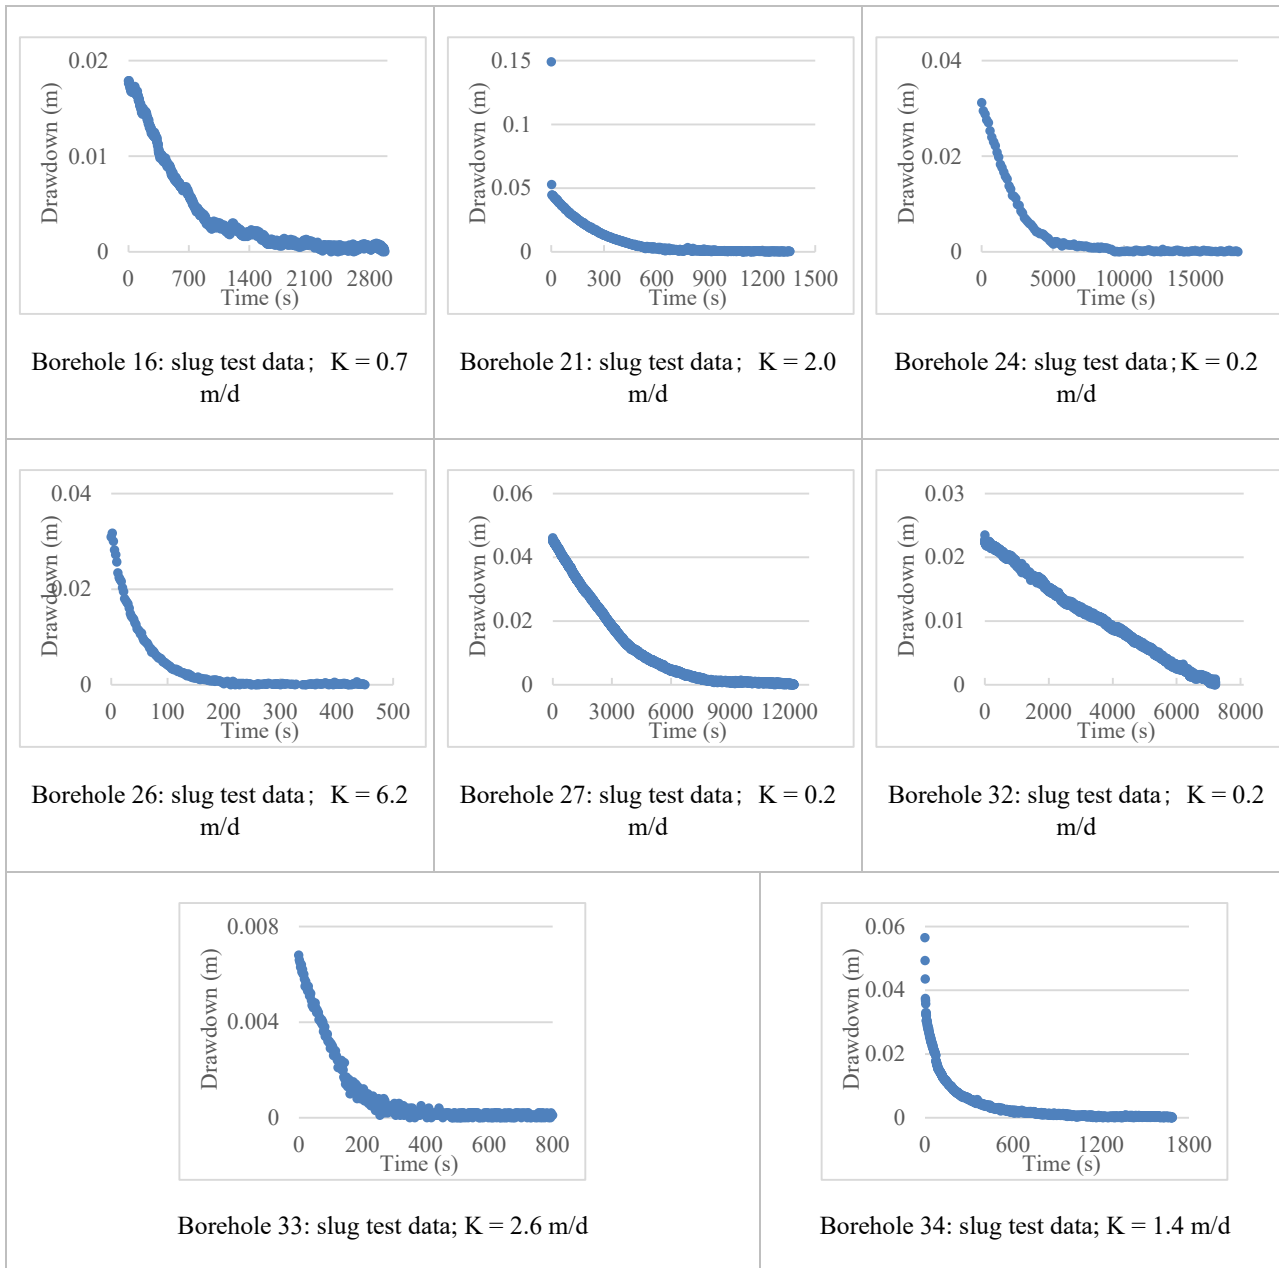 0.02
0.01
0
Drawdown (m)
0 700 1400 2100 2800
Time (s)
Borehole 16: slug test data； K = 0.7
m/d
0.15
0.1
0.05
0
Drawdown (m)
0 300 600 900 1200 1500
Time (s)
Borehole 21: slug test data； K = 2.0
m/d
0.04
0.02
0
Drawdown (m)
0 5000 10000 15000
Time (s)
Borehole 24: slug test data；K = 0.2
m/d
0.04
0.02
0
Drawdown (m)
0 100 200 300 400 500
Time (s)
Borehole 26: slug test data； K = 6.2
m/d
0.06
0.04
0.02
0
Drawdown (m)
0 3000 6000 9000 12000
Time (s)
Borehole 27: slug test data； K = 0.2
m/d
0.03
0.02
0.01
0
Drawdown (m)
0 2000 4000 6000 8000
Time (s)
Borehole 32: slug test data； K = 0.2
m/d
0.008
0.004
0
Drawdown (m)
0 200 400 600 800
Time (s)
Borehole 33: slug test data; K = 2.6 m/d
0.06
0.04
0.02
0
Drawdown (m)
0 600 1200 1800
Time (s)
Borehole 34: slug test data; K = 1.4 m/d